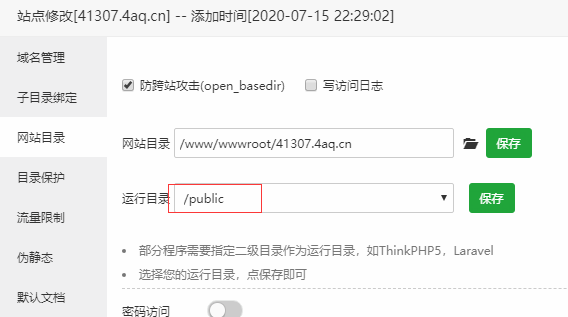 站点修改[41307.4aq.cn] -- 添加时间[2020-07-15 22:29:02]
域名管理
子目录绑定
网站目录
目录保护
流量限制
伪静态
默认文档
防跨站攻击(open_basedir) 写访问日志
网站目录 /www/wwwroot/41307.4aq.cn 保存
运行目录 /public 保存
部分程序需要指定二级目录作为运行目录，如ThinkPHP5，Laravel
选择您的运行目录，点保存即可
密码访问